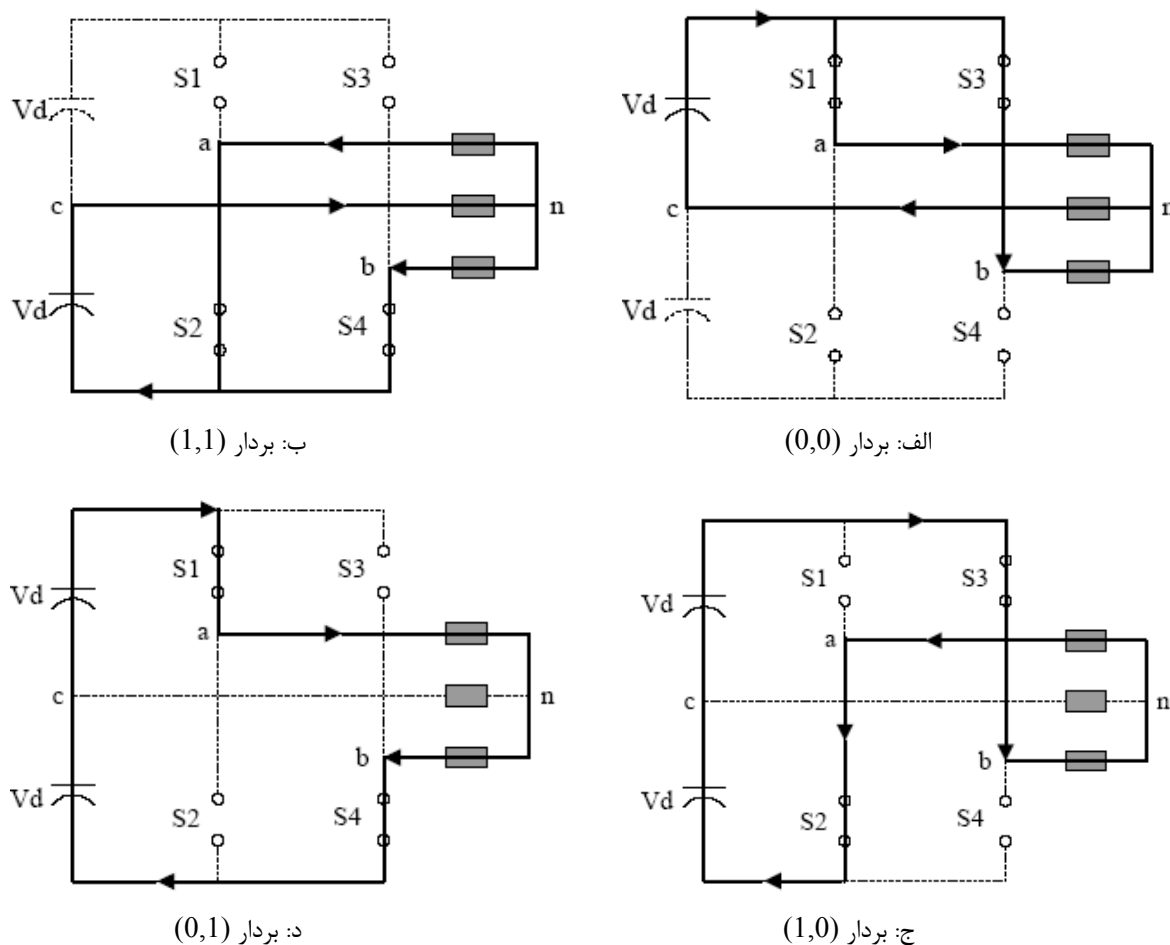 S1
S3
Vd
a
c
n
b
Vd
S2
S4
الف: بردار (0,0)
S1
S3
Vd
a
c
n
b
Vd
S2
S4
ب: بردار (1,1)
S1
S3
Vd
a
c
n
b
Vd
S2
S4
ج: بردار (1,0)
S1
S3
Vd
a
c
n
b
Vd
S2
S4
د: بردار (0,1)